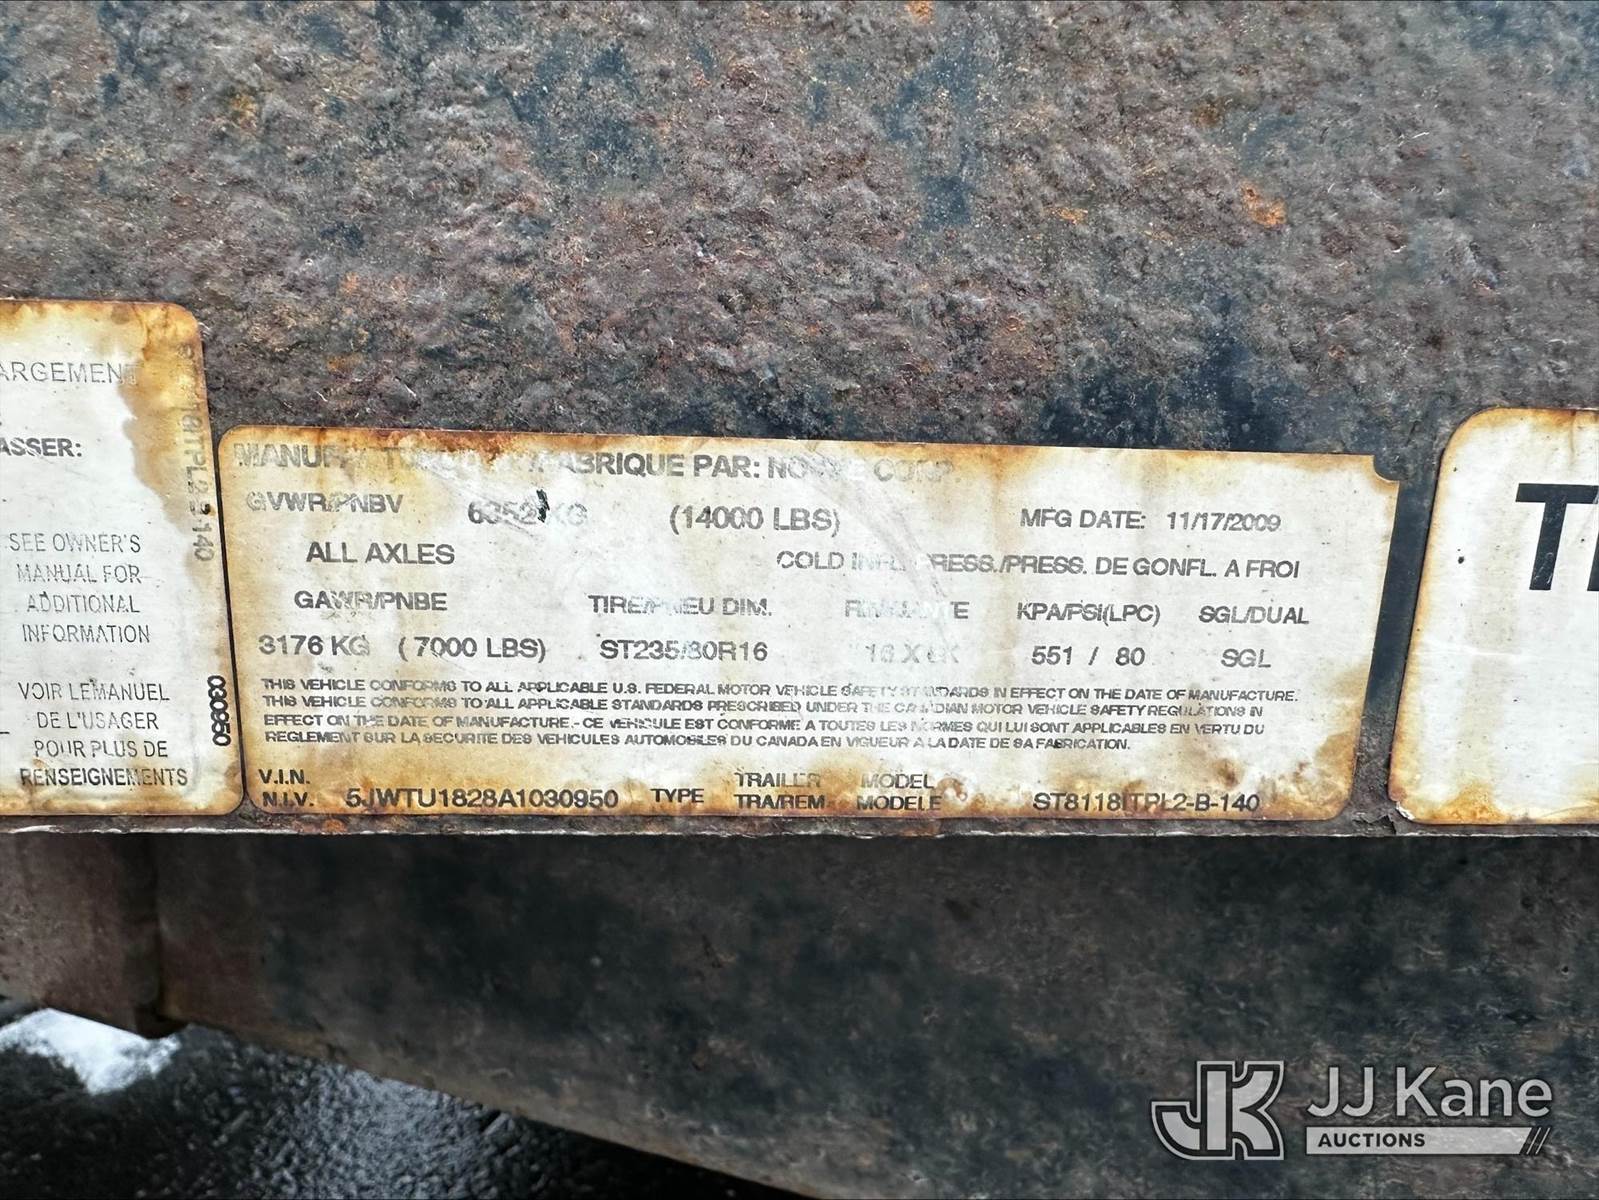 ASSER:
SEE OWNER'S
MANUAL FOR
ADDITIONAL
INFORMATION
VOIR LEMANUEL
DE L'USAGER
POUR PLUS DE
RENSEIGNEMENTS
030950
PAR:
GVWR/PNBV (14000 LBS) MFG DATE: 11/17/2009
ALL AXLES COLD DE GONFL. A FROI
GAWR/PNBE TIRE/PNEU DIM. KPA/PSI(LPC) SGL/DUAL
3176 KG (7000 LBS) ST235/80R16 551 / 80 SGL
THIS VEHICLE CONFORMS TO ALL APPLICABLE U.S. FEDERAL MOTOR VEHICLE SAFETY STANDARDS IN EFFECT ON THE DATE OF MANUFACTURE.
THIS VEHICLE CONFORMS TO ALL APPLICABLE STANDARDS PRESCRIBED UNDER THE CANADIAN MOTOR VEHICLE SAFETY REGULATIONS IN
EFFECT ON THE DATE OF MANUFACTURE. - CE VEHICULE EST CONFORME A TOUTES LES NORMES QUI LUI SONT APPLICABLES EN VERTU DU
REGLEMENT SUR LA SECURITE DES VEHICULES AUTOMOBILES DU CANADA EN VIGUEUR A LA DATE DE SA FABRICATION.
V.I.N. TRAILER MODEL
N.I.V. 5JWTU1828A1030950 TYPE TRA/REM MODELE ST8118ITPL2-B-140
JJ Kane
AUCTIONS